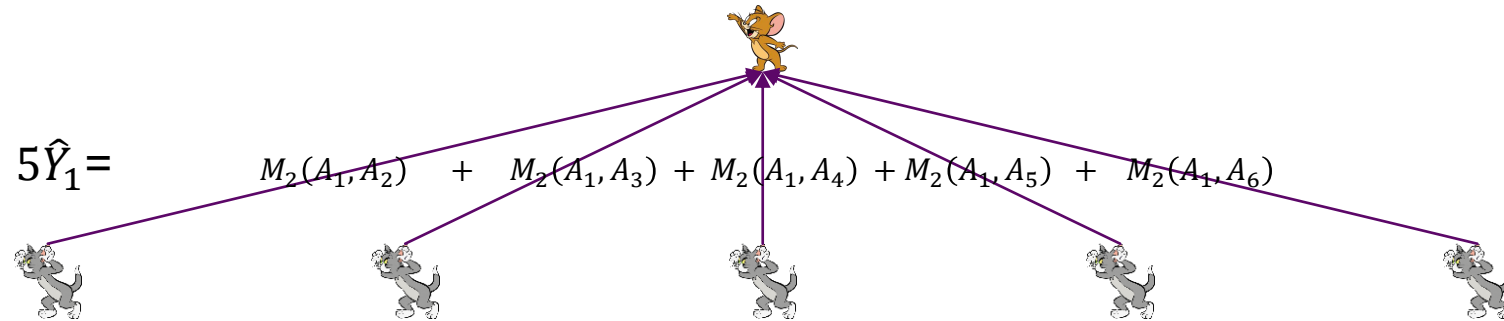 5Ŷ₁= M₂(A₁, A₂) + M₂(A₁, A₃) + M₂(A₁, A₄) + M₂(A₁, A₅) + M₂(A₁, A₆)